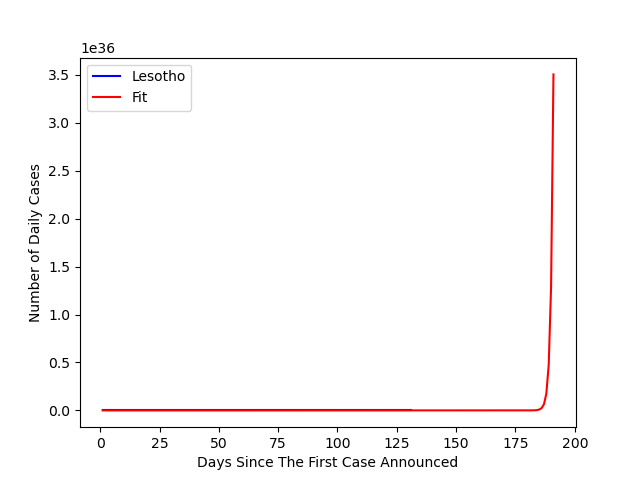 1e36
Lesotho
Fit
3.5
3.0
2.5
2.0
1.5
1.0
0.5
0.0
Number of Daily Cases
0 25 50 75 100 125 150 175 200
Days Since The First Case Announced